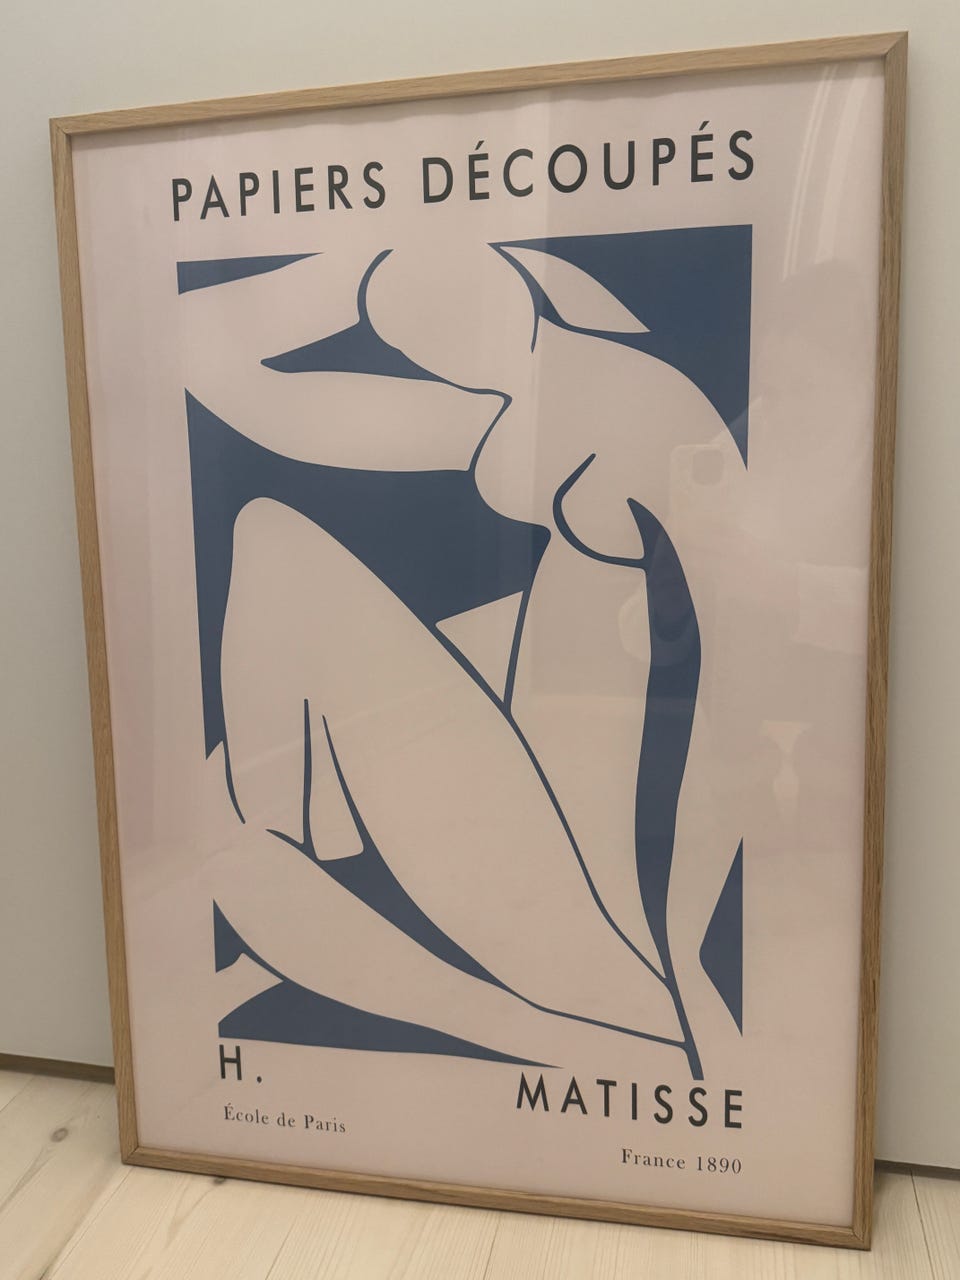 PAPIERS DÉCOUPÉS
H. MATISSE
École de Paris
France 1890